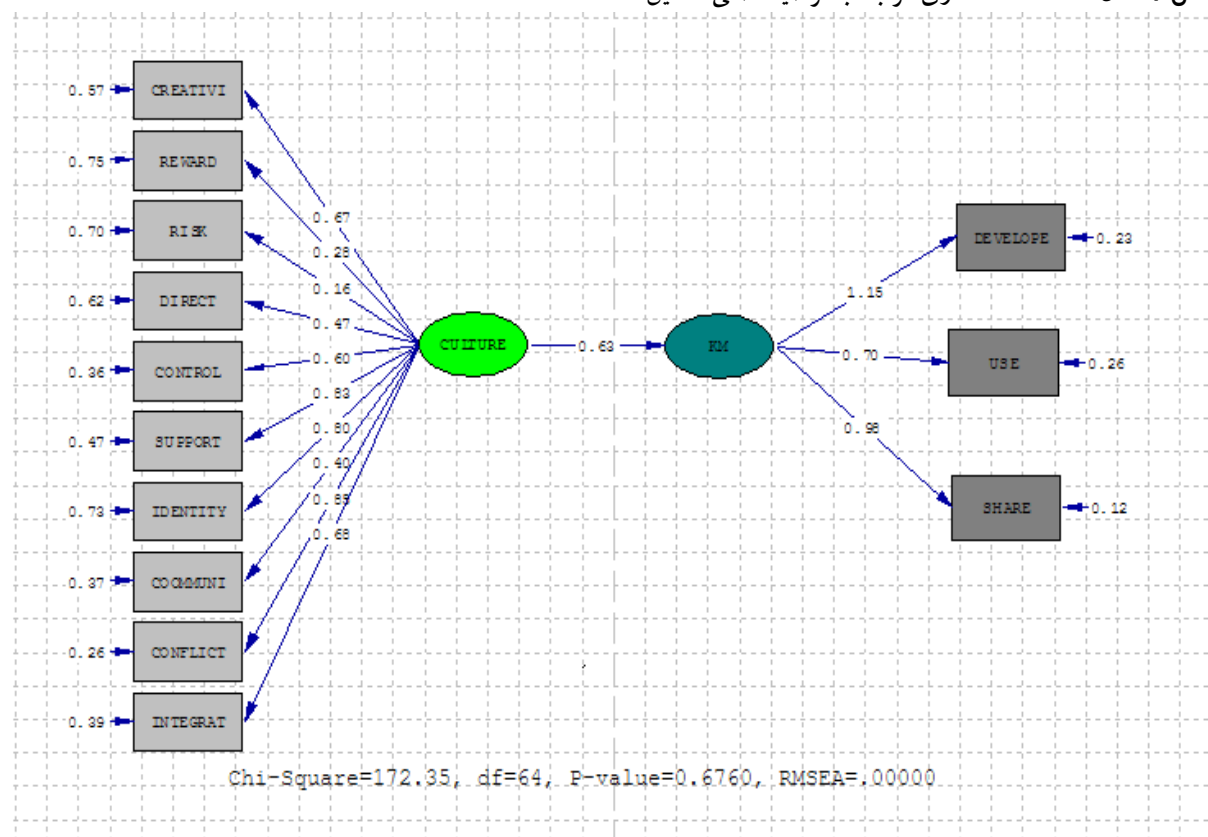 0.57 CREATIVI
0.75 REWARD
0.70 RISK
0.62 DIRECT
0.36 CONTROL
0.47 SUPPORT
0.73 IDENTITY
0.37 COOMMUNI
0.26 CONFLICT
0.39 INTEGRAT
0.67
0.28
0.16
0.47
0.60
0.83
0.80
0.40
0.85
0.68
CULTURE
0.63
KM
1.15
0.70
0.98
DEVELOPE 0.23
USE 0.26
SHARE 0.12
Chi-Square=172.35, df=64, P-value=0.6760, RMSEA=.00000